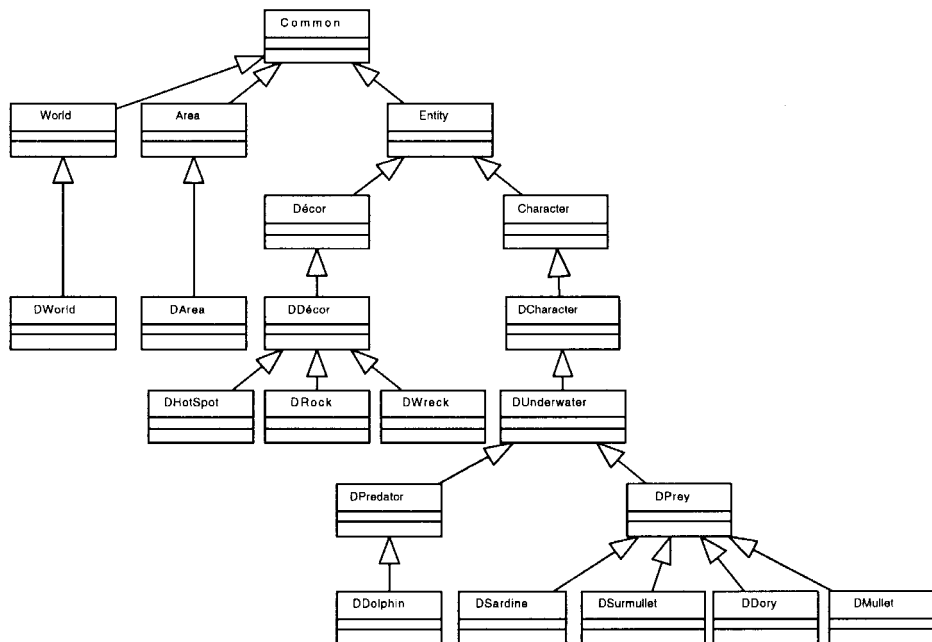 Common
World
Area
Entity
Décor
Character
DWorld
DArea
DDécor
DCharacter
DHotSpot
DRock
DWreck
DUnderwater
DPredator
DPrey
DDolphin
DSardine
DSurmullet
DDory
DMullet